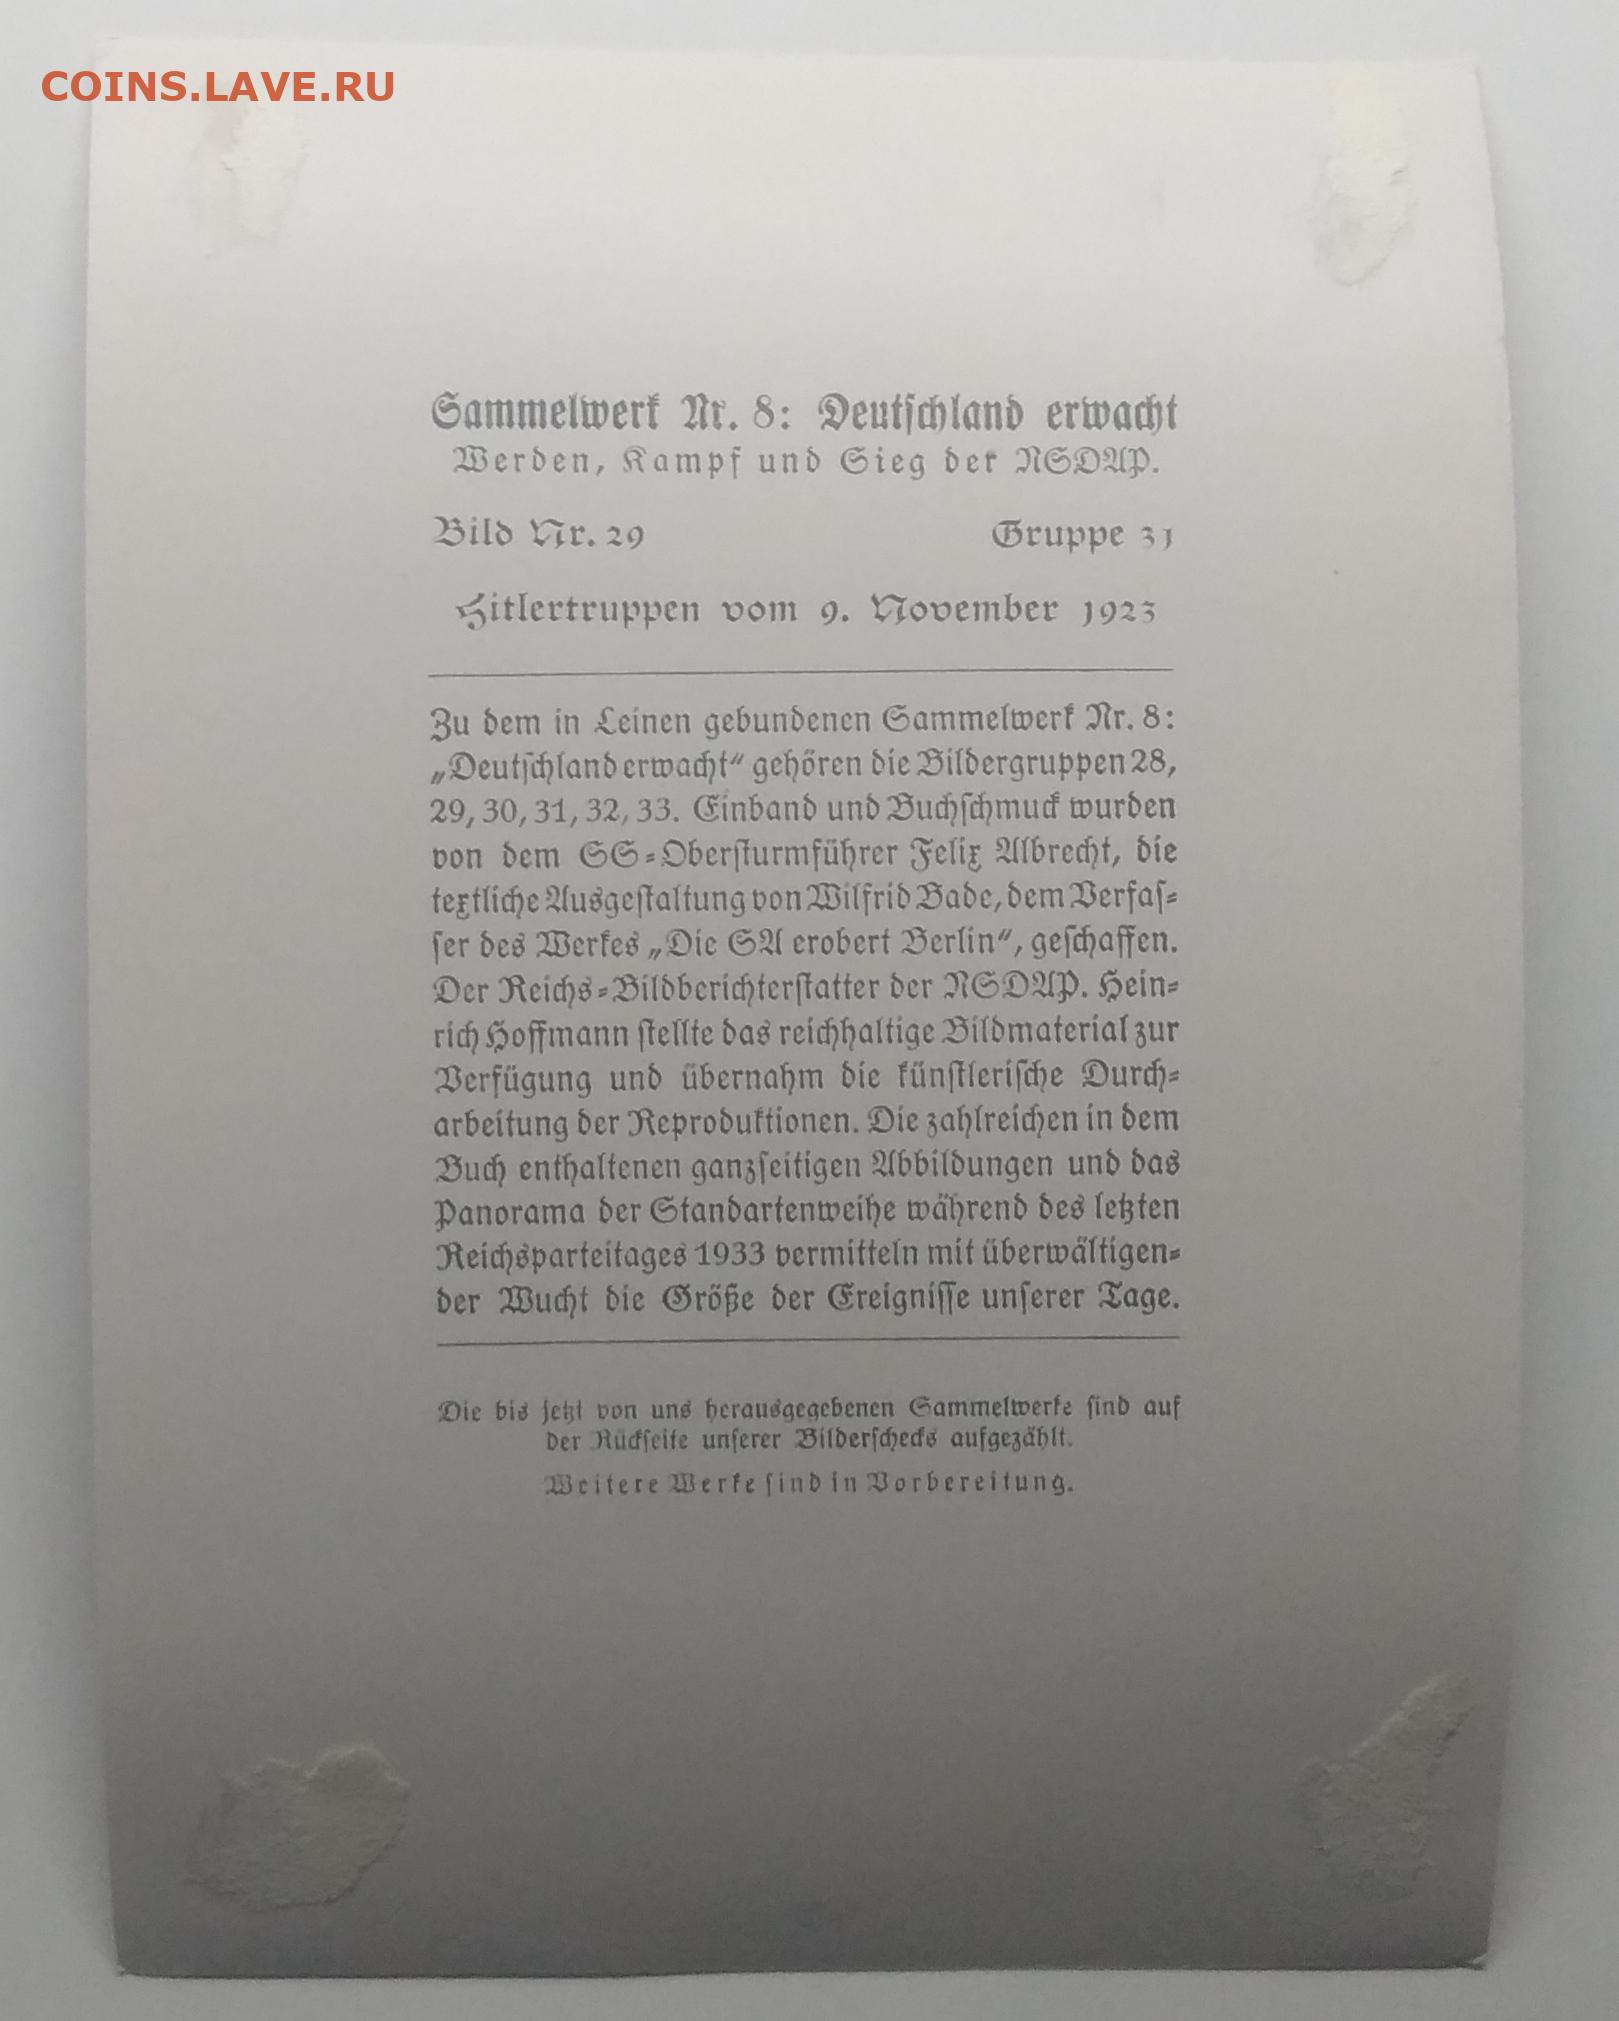 COINS.LAVE.RU
Sammelwerk Nr. 8: Deutschland erwacht
Werden, Kampf und Sieg der NSDAP.
Bild Nr. 29 Gruppe 31
Hitlertruppen vom 9. November 1923
Zu dem in Leinen gebundenen Sammelwerk Nr. 8:
„Deutschland erwacht“ gehören die Bildergruppen 28,
29, 30, 31, 32, 33. Einband und Buchschmuck wurden
von dem SS-Obersturmführer Felix Albrecht, die
textliche Ausgestaltung von Wilfrid Bade, dem Verfas-
ser des Werkes „Die SA erobert Berlin“, geschaffen.
Der Reichs-Bildberichterstatter der NSDAP. Hein-
rich Hoffmann stellte das reichhaltige Bildmaterial zur
Verfügung und übernahm die künstlerische Durch-
arbeitung der Reproduktionen. Die zahlreichen in dem
Buch enthaltenen ganzseitigen Abbildungen und das
Panorama der Standartenweihe während des letzten
Reichsparteitages 1933 vermitteln mit überwältigen-
der Wucht die Größe der Ereignisse unserer Tage.
Die bis jetzt von uns herausgegebenen Sammelwerke sind auf
der Rückseite unserer Bilderschecks aufgezählt.
Weitere Werke sind in Vorbereitung.